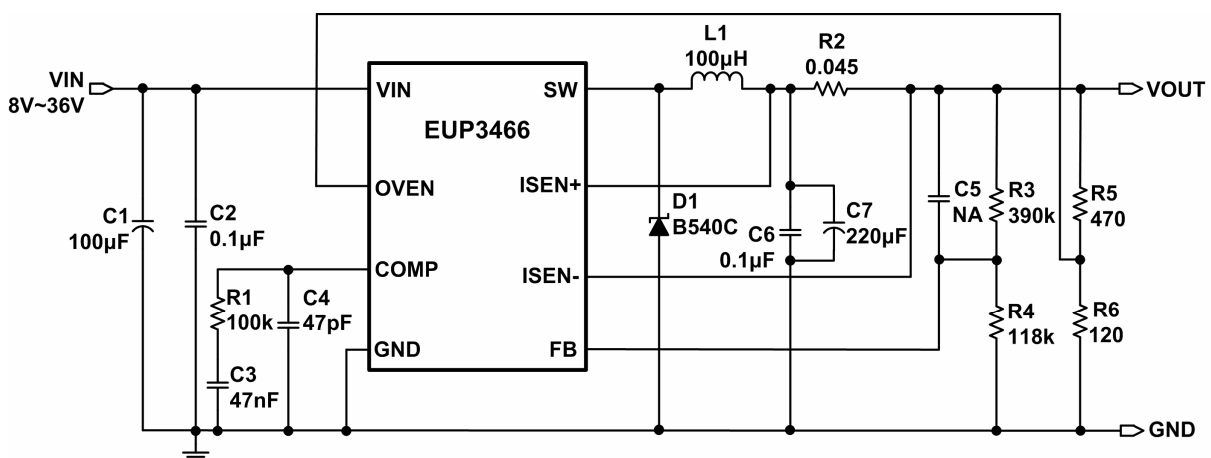 VIN
8V~36V
C1
100μF
C2
0.1μF
R1
100k
C3
47nF
C4
47pF
VIN
SW
EUP3466
OVEN
ISEN+
COMP
ISEN-
GND
FB
L1
100μH
R2
0.045
D1
B540C
C6
0.1μF
C7
220μF
C5
NA
R3
390k
R5
470
R4
118k
R6
120
VOUT
GND